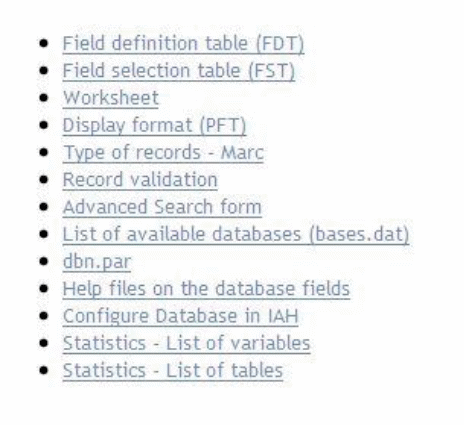 Field definition table (FDT)
Field selection table (FST)
Worksheet
Display format (PFT)
Type of records - Marc
Record validation
Advanced Search form
List of available databases (bases.dat)
dbn.par
Help files on the database fields
Configure Database in IAH
Statistics - List of variables
Statistics - List of tables